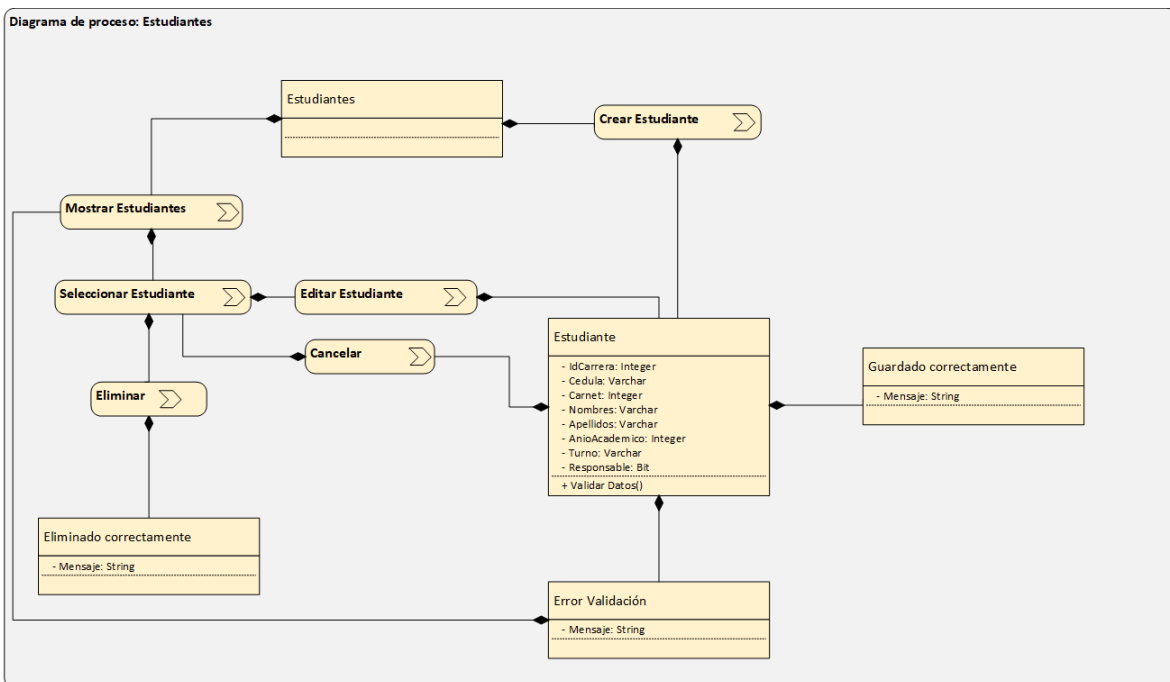 Diagrama de proceso: Estudiantes
Estudiantes
Crear Estudiante
Mostrar Estudiantes
Seleccionar Estudiante
Editar Estudiante
Cancelar
Eliminar
Estudiante
- IdCarrera: Integer
- Cedula: Varchar
- Carnet: Integer
- Nombres: Varchar
- Apellidos: Varchar
- AnioAcademico: Integer
- Turno: Varchar
- Responsable: Bit
+ Validar Datos()
Guardado correctamente
- Mensaje: String
Eliminado correctamente
- Mensaje: String
Error Validación
- Mensaje: String